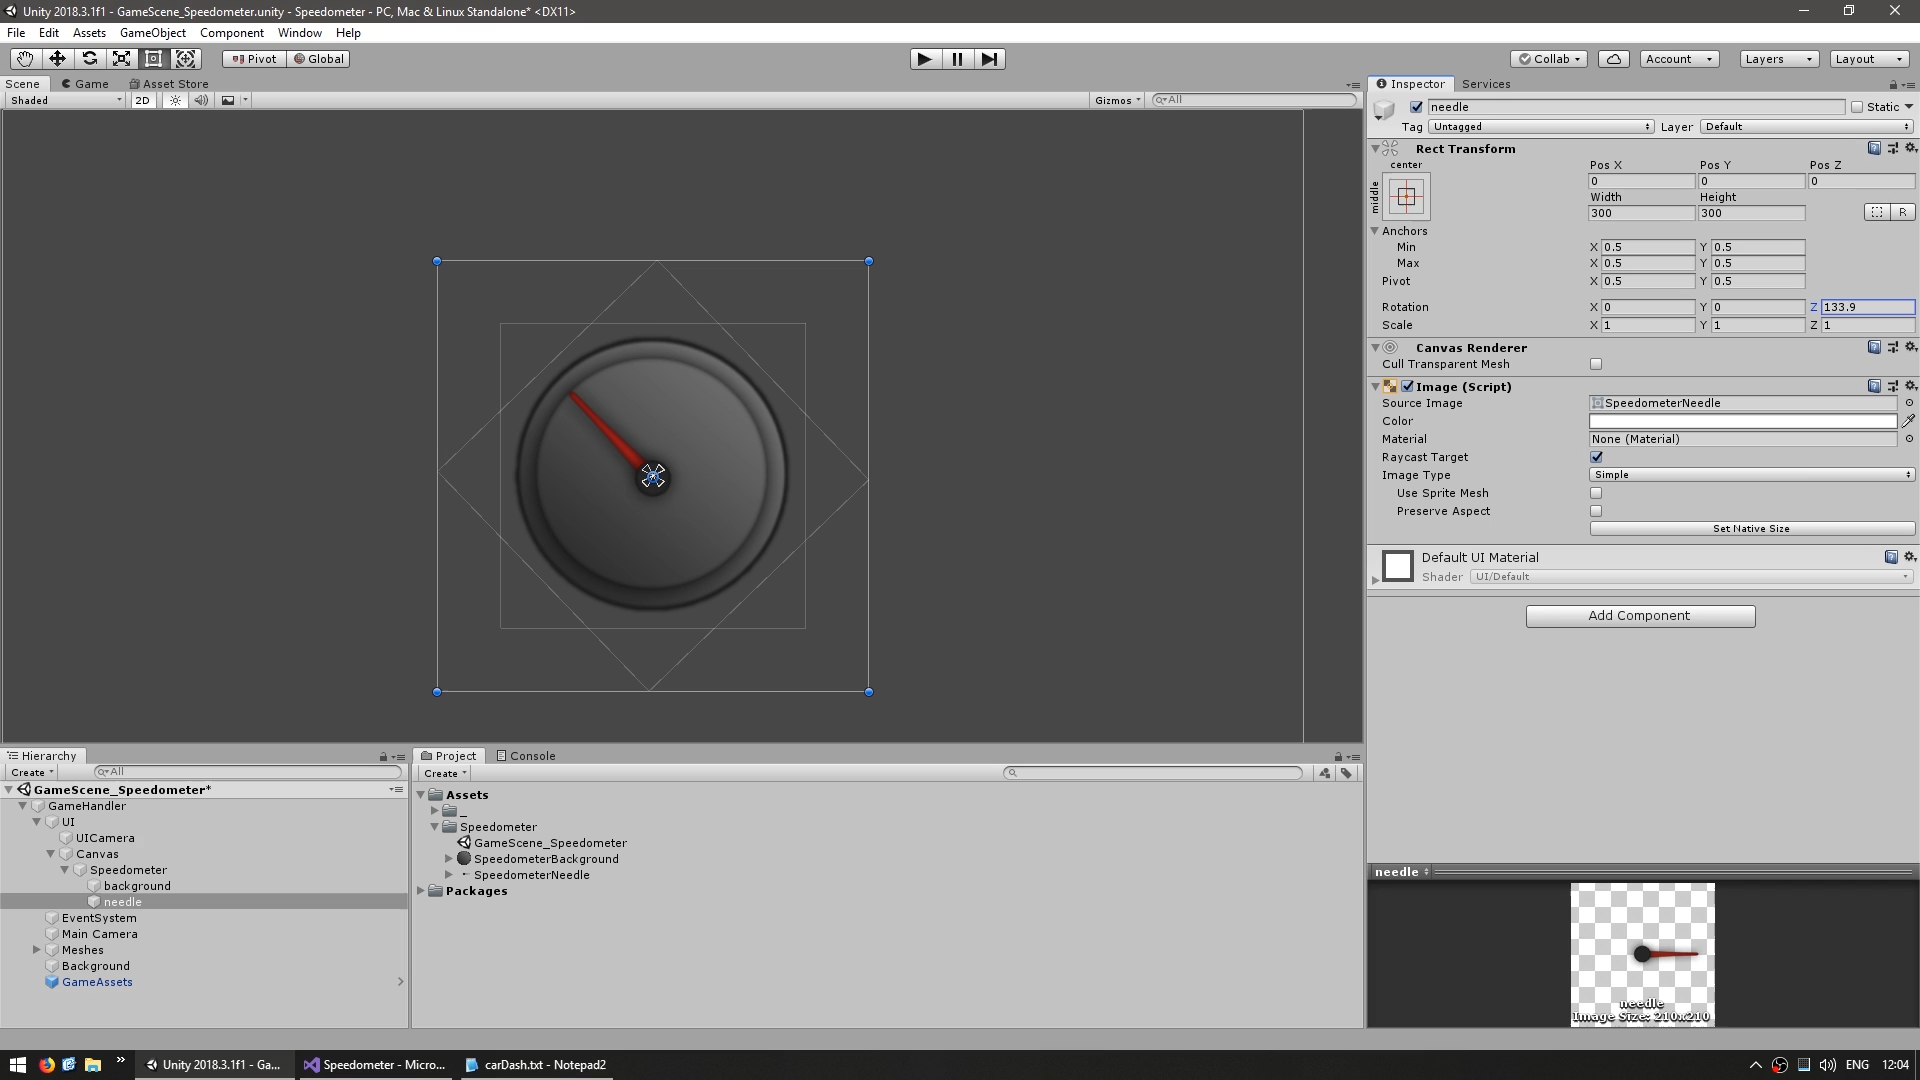 Unity 2018.3.1f1 - GameScene_Speedometer.unity - Speedometer - PC, Mac & Linux Standalone* <DX11>
File Edit Assets GameObject Component Window Help
Pivot Global Collab Account Layers Layout
Scene Game Asset Store Inspector Services
Shaded 2D Gizmos All
needle Static
Tag Untagged Layer Default
Rect Transform
center
middle
Pos X Pos Y Pos Z
0 0 0
Width Height
300 300 R
Anchors
Min X 0.5 Y 0.5
Max X 0.5 Y 0.5
Pivot X 0.5 Y 0.5
Rotation X 0 Y 0 Z 133.9
Scale X 1 Y 1 Z 1
Canvas Renderer
Cull Transparent Mesh
Image (Script)
Source Image SpeedometerNeedle
Color
Material None (Material)
Raycast Target
Image Type Simple
Use Sprite Mesh
Preserve Aspect
Set Native Size
Default UI Material
Shader UI/Default
Add Component
Hierarchy
Create All
GameScene_Speedometer*
GameHandler
UI
UICamera
Canvas
Speedometer
background
needle
EventSystem
Main Camera
Meshes
Background
GameAssets
Project Console
Create
Assets
_
Speedometer
GameScene_Speedometer
SpeedometerBackground
SpeedometerNeedle
Packages
needle
needle
Image Size: 210x210
Unity 2018.3.1f1 - Ga... Speedometer - Micro... carDash.txt - Notepad2 ENG 12:04